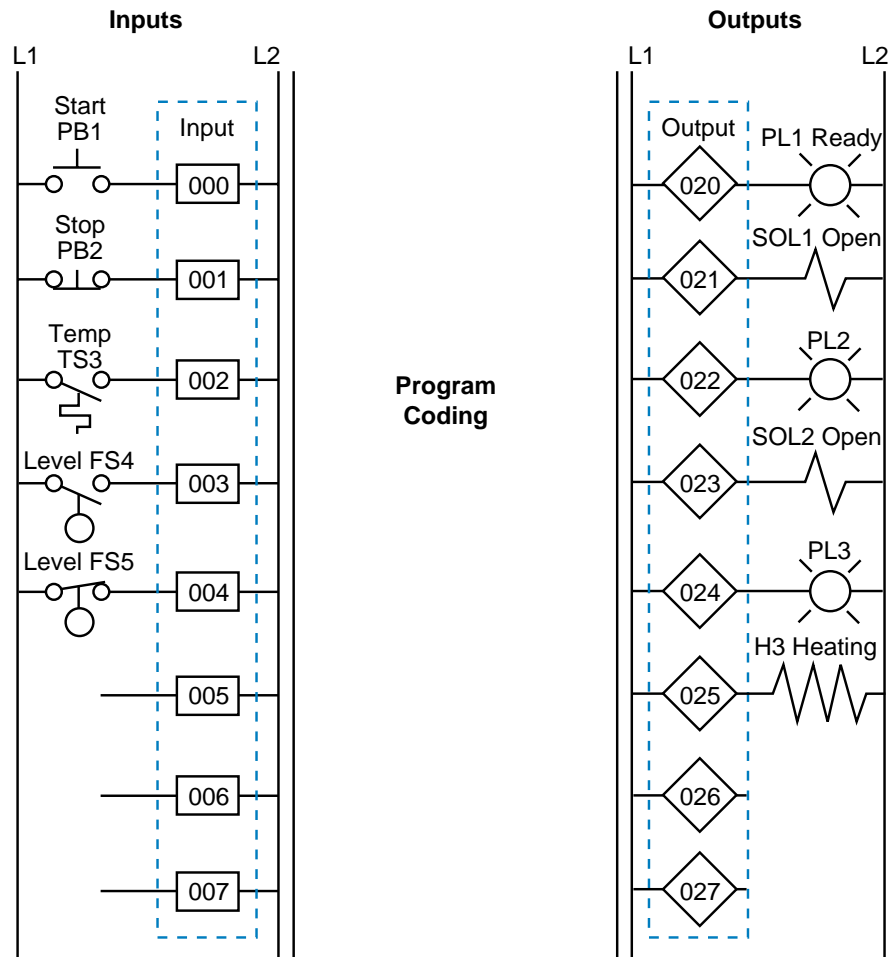 Inputs
L1
L2
Start
PB1
Input
000
Stop
PB2
001
Temp
TS3
002
Level FS4
003
Level FS5
004
005
006
007
Program
Coding
Outputs
L1
L2
Output
PL1 Ready
020
SOL1 Open
021
PL2
022
SOL2 Open
023
PL3
024
H3 Heating
025
026
027